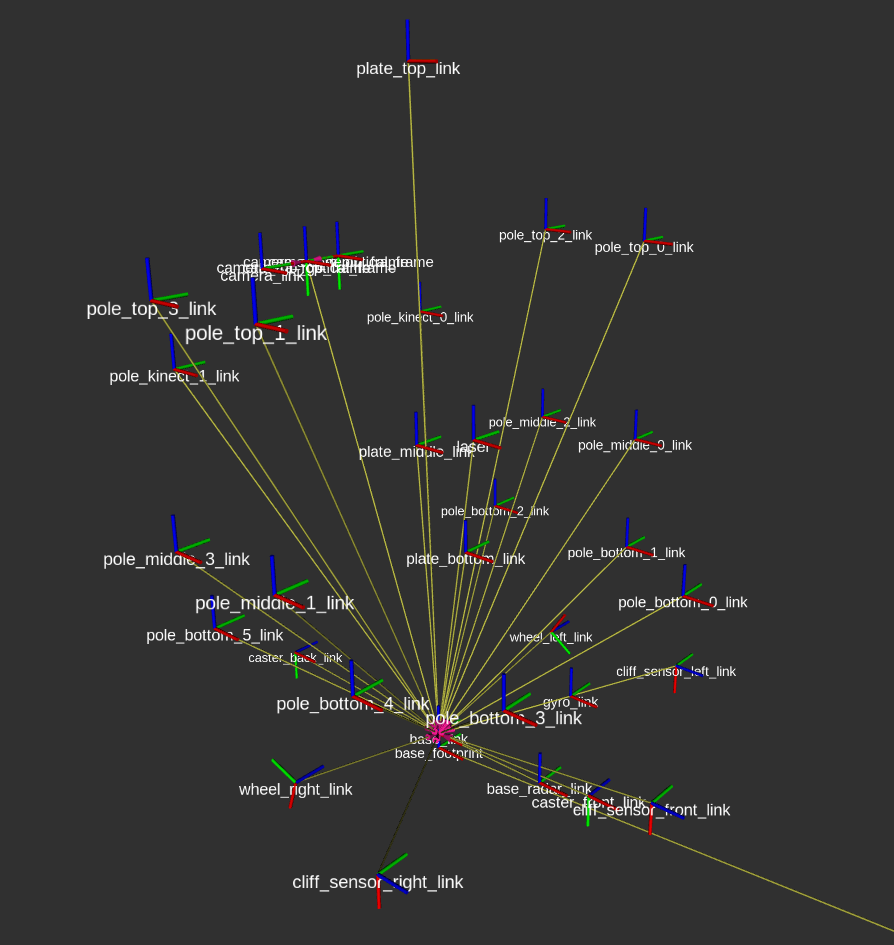 plate_top_link
pole_top_2_link
pole_top_0_link
camera_link
pole_top_3_link
pole_kinect_0_link
pole_top_1_link
pole_kinect_1_link
pole_middle_2_link
pole_middle_0_link
plate_middle_link
laser
pole_bottom_2_link
pole_bottom_1_link
plate_bottom_link
pole_middle_3_link
pole_middle_1_link
pole_bottom_0_link
pole_bottom_5_link
wheel_left_link
caster_back_link
cliff_sensor_left_link
pole_bottom_4_link
gyro_link
pole_bottom_3_link
base_link
base_footprint
wheel_right_link
base_radar_link
caster_front_link
cliff_sensor_front_link
cliff_sensor_right_link